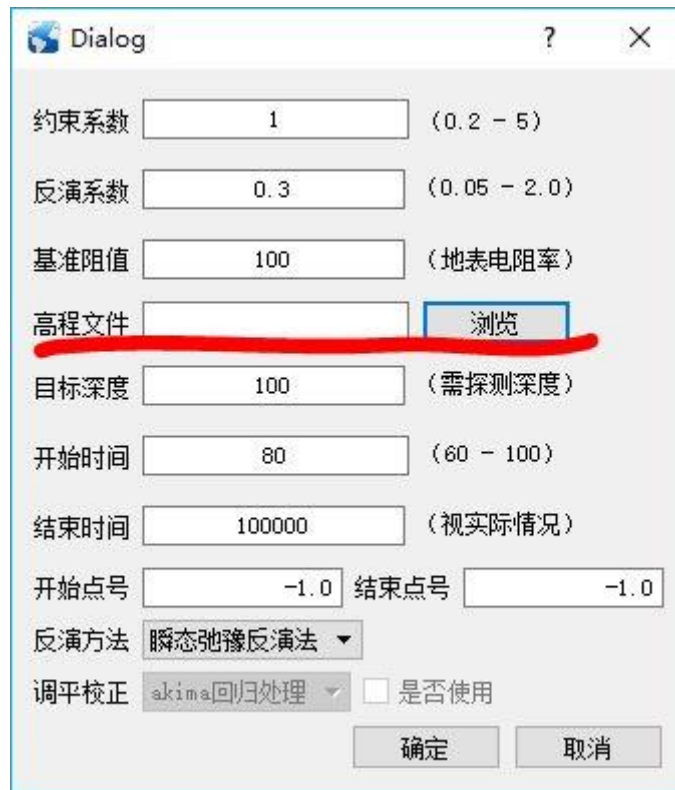 Dialog ? ×
约束系数 1 (0.2 - 5)
反演系数 0.3 (0.05 - 2.0)
基准阻值 100 (地表电阻率)
高程文件 浏览
目标深度 100 (需探测深度)
开始时间 80 (60 - 100)
结束时间 100000 (视实际情况)
开始点号 -1.0 结束点号 -1.0
反演方法 瞬态弛豫反演法
调平校正 akima回归处理 是否使用
确定 取消